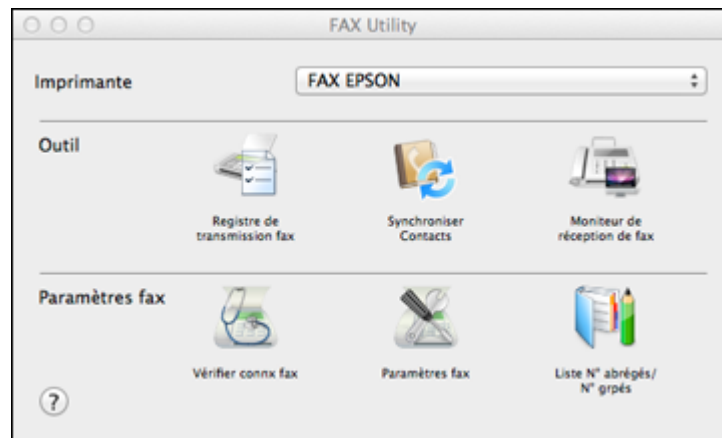 FAX Utility
Imprimante
FAX EPSON
Outil
Registre de
transmission fax
Synchroniser
Contacts
Moniteur de
réception de fax
Paramètres fax
Vérifier connx fax
Paramètres fax
Liste N° abrégés/
N° grpés
?